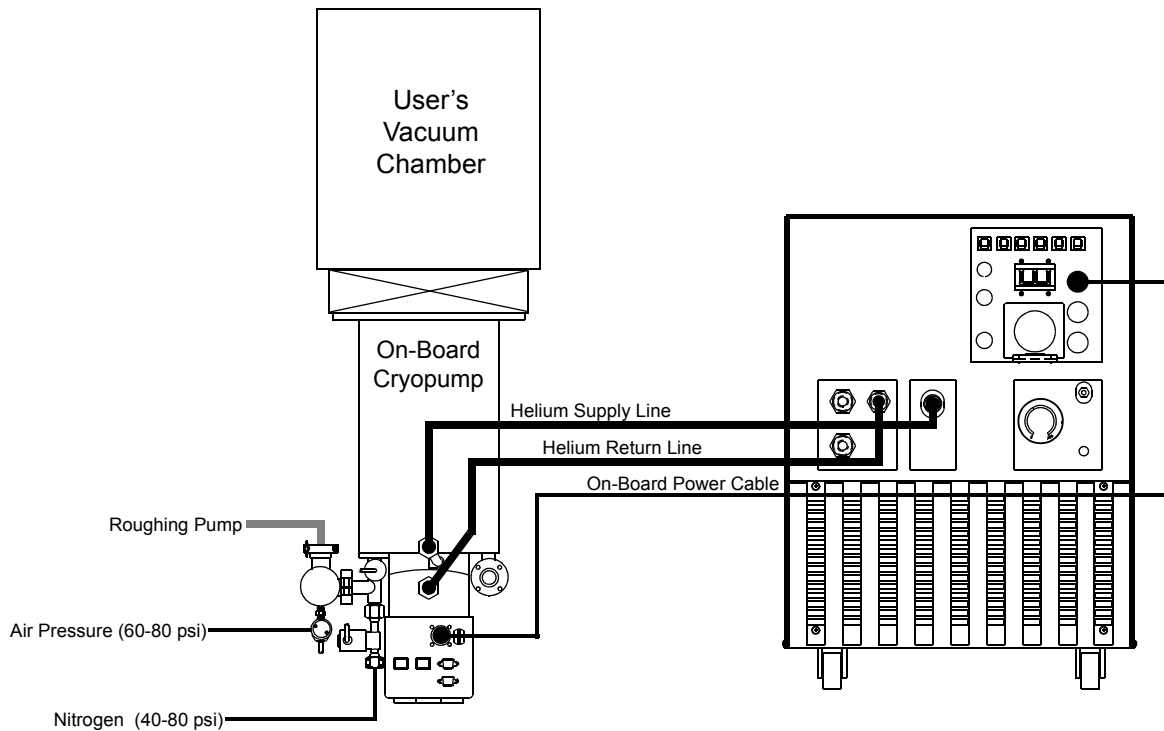 User's
Vacuum
Chamber
On-Board
Cryopump
Helium Supply Line
Helium Return Line
On-Board Power Cable
Roughing Pump
Air Pressure (60-80 psi)
Nitrogen (40-80 psi)